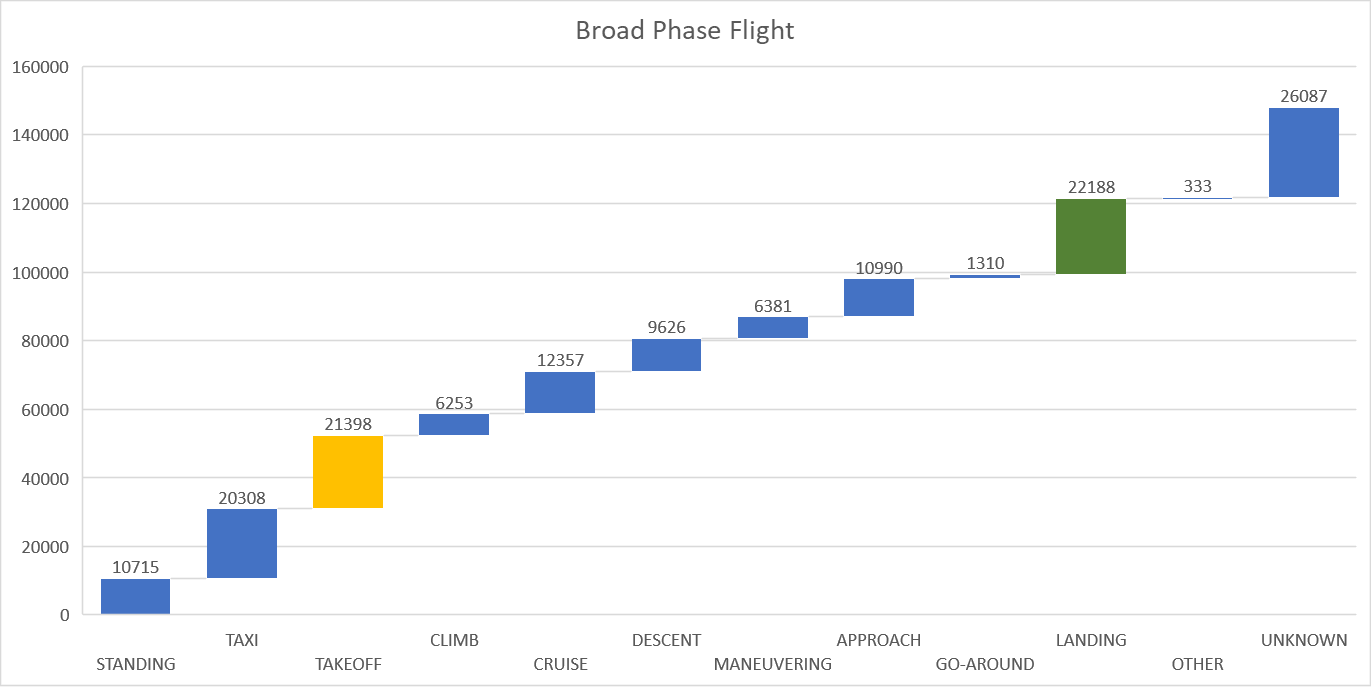 Broad Phase Flight
160000
140000
120000
100000
80000
60000
40000
20000
0
10715
20308
21398
6253
12357
9626
6381
10990
1310
22188
333
26087
STANDING
TAXI
TAKEOFF
CLIMB
CRUISE
DESCENT
MANEUVERING
APPROACH
GO-AROUND
LANDING
OTHER
UNKNOWN